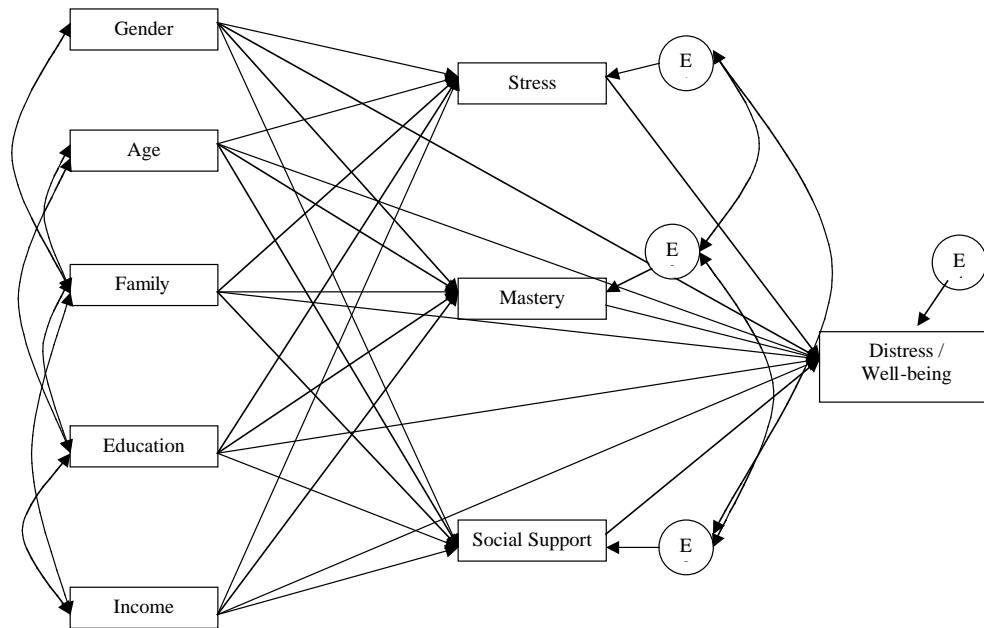 Gender
E
Stress
Age
E
Family
E
Mastery
Distress /
Well-being
Education
Social Support
E
Income